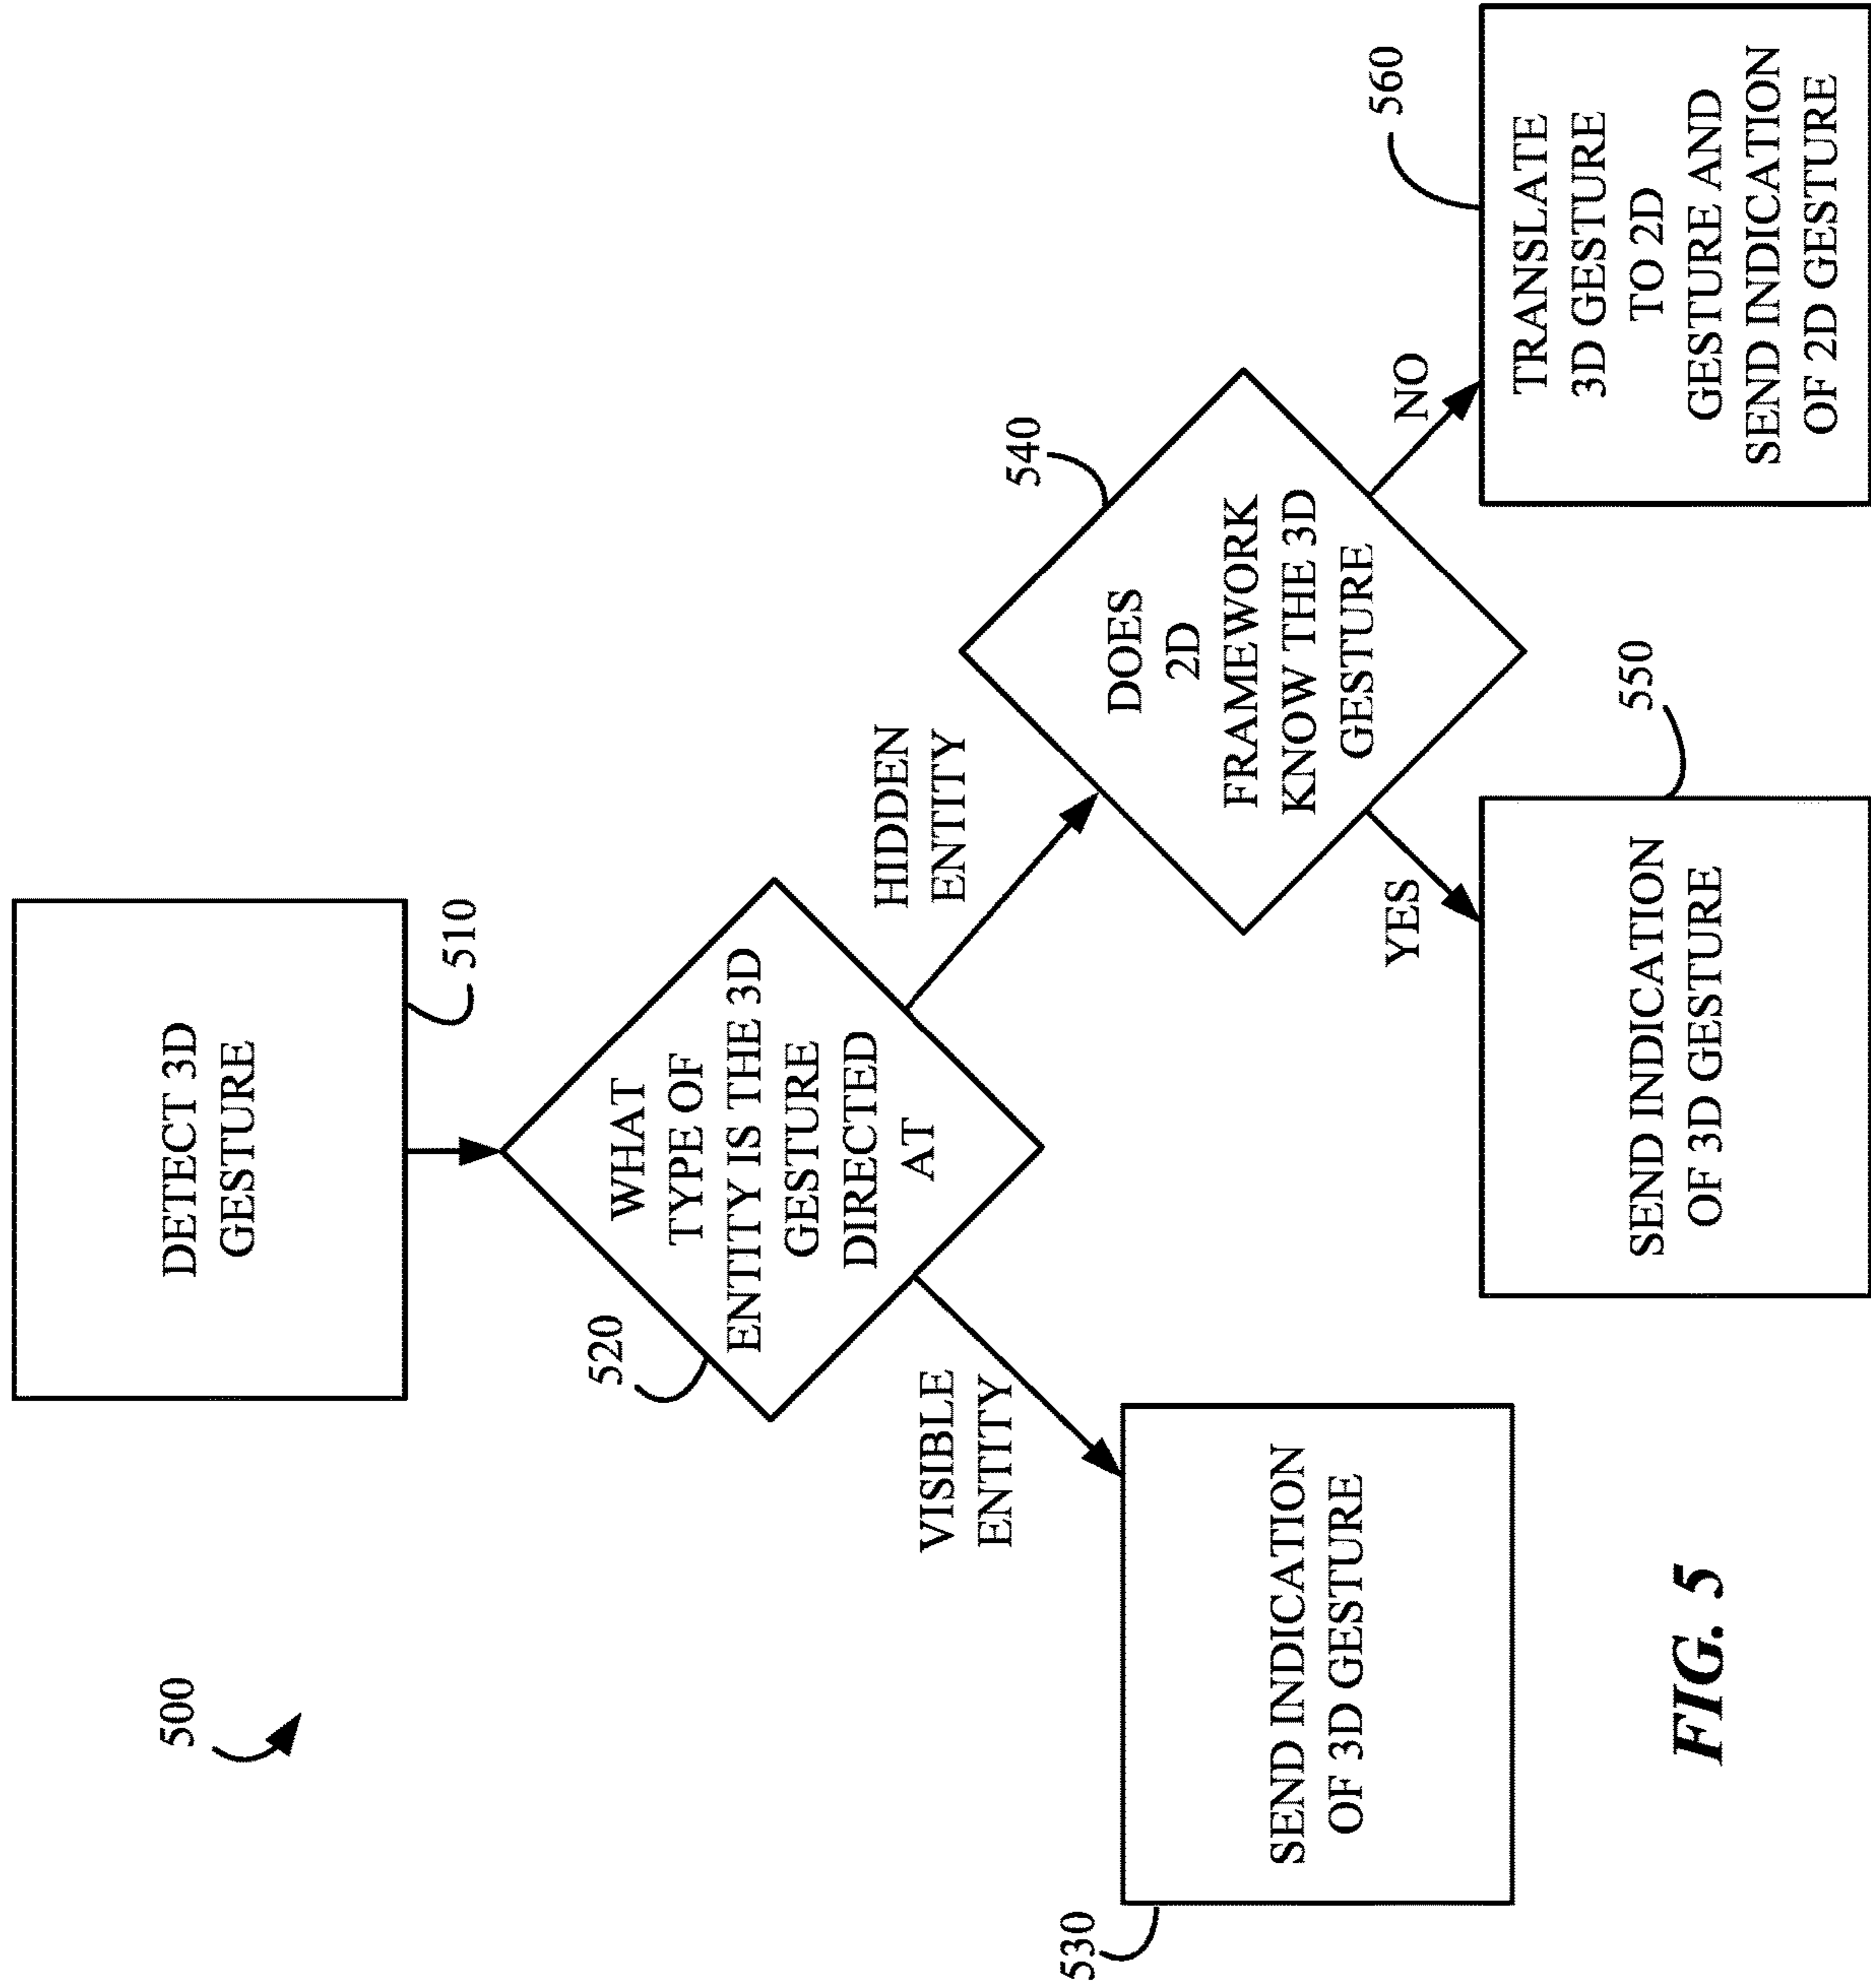 500
DETECT 3D
GESTURE
510
520
WHAT
TYPE OF
ENTITY IS THE 3D
GESTURE
DIRECTED
AT
VISIBLE
ENTITY
HIDDEN
ENTITY
530
SEND INDICATION
OF 3D GESTURE
540
DOES
2D
FRAMEWORK
KNOW THE 3D
GESTURE
YES
NO
550
SEND INDICATION
OF 3D GESTURE
560
TRANSLATE
3D GESTURE
TO 2D
GESTURE AND
SEND INDICATION
OF 2D GESTURE
FIG. 5